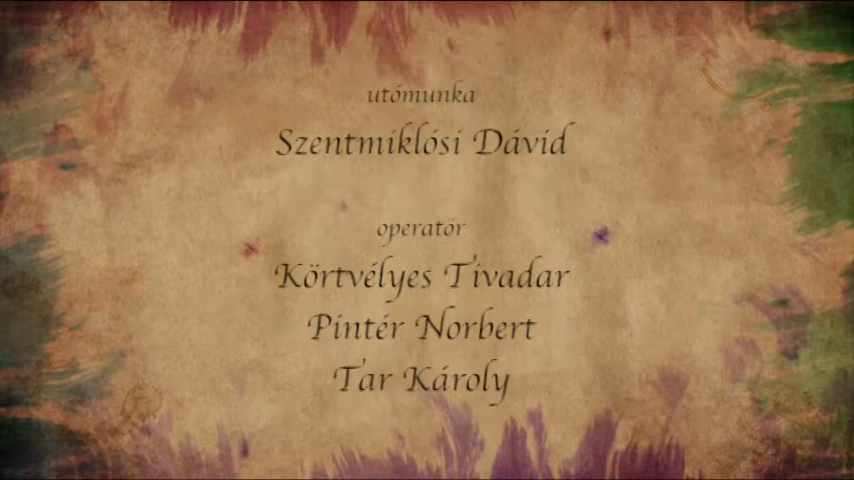 utómunka
Szentmiklósi Dávid
operatőr
Körtvélyes Tivadar
Pintér Norbert
Tar Károly